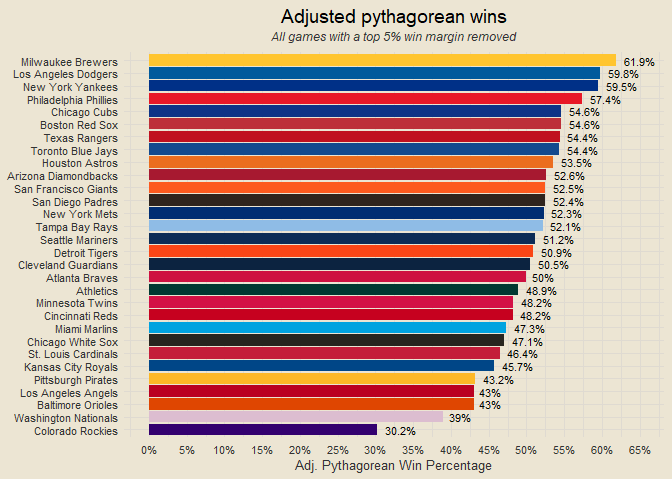 Adjusted pythagorean wins
All games with a top 5% win margin removed
Milwaukee Brewers 61.9%
Los Angeles Dodgers 59.8%
New York Yankees 59.5%
Philadelphia Phillies 57.4%
Chicago Cubs 54.6%
Boston Red Sox 54.6%
Texas Rangers 54.4%
Toronto Blue Jays 54.4%
Houston Astros 53.5%
Arizona Diamondbacks 52.6%
San Francisco Giants 52.5%
San Diego Padres 52.4%
New York Mets 52.3%
Tampa Bay Rays 52.1%
Seattle Mariners 51.2%
Detroit Tigers 50.9%
Cleveland Guardians 50.5%
Atlanta Braves 50%
Athletics 48.9%
Minnesota Twins 48.2%
Cincinnati Reds 48.2%
Miami Marlins 47.3%
Chicago White Sox 47.1%
St. Louis Cardinals 46.4%
Kansas City Royals 45.7%
Pittsburgh Pirates 43.2%
Los Angeles Angels 43%
Baltimore Orioles 43%
Washington Nationals 39%
Colorado Rockies 30.2%
0% 5% 10% 15% 20% 25% 30% 35% 40% 45% 50% 55% 60% 65%
Adj. Pythagorean Win Percentage